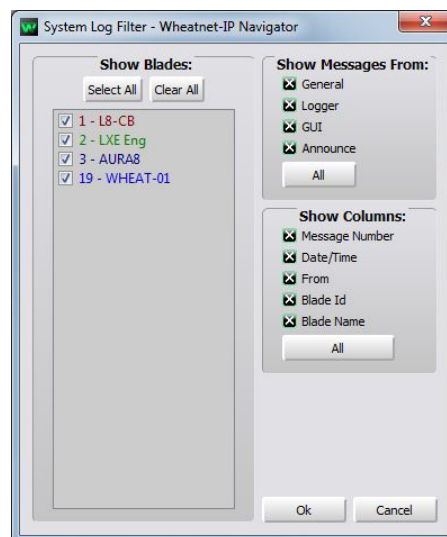 System Log Filter - Wheatnet-IP Navigator
Show Blades:
Select All Clear All
1 - L8-CB
2 - LXE Eng
3 - AURA8
19 - WHEAT-01
Show Messages From:
General
Logger
GUI
Announce
All
Show Columns:
Message Number
Date/Time
From
Blade Id
Blade Name
All
Ok Cancel